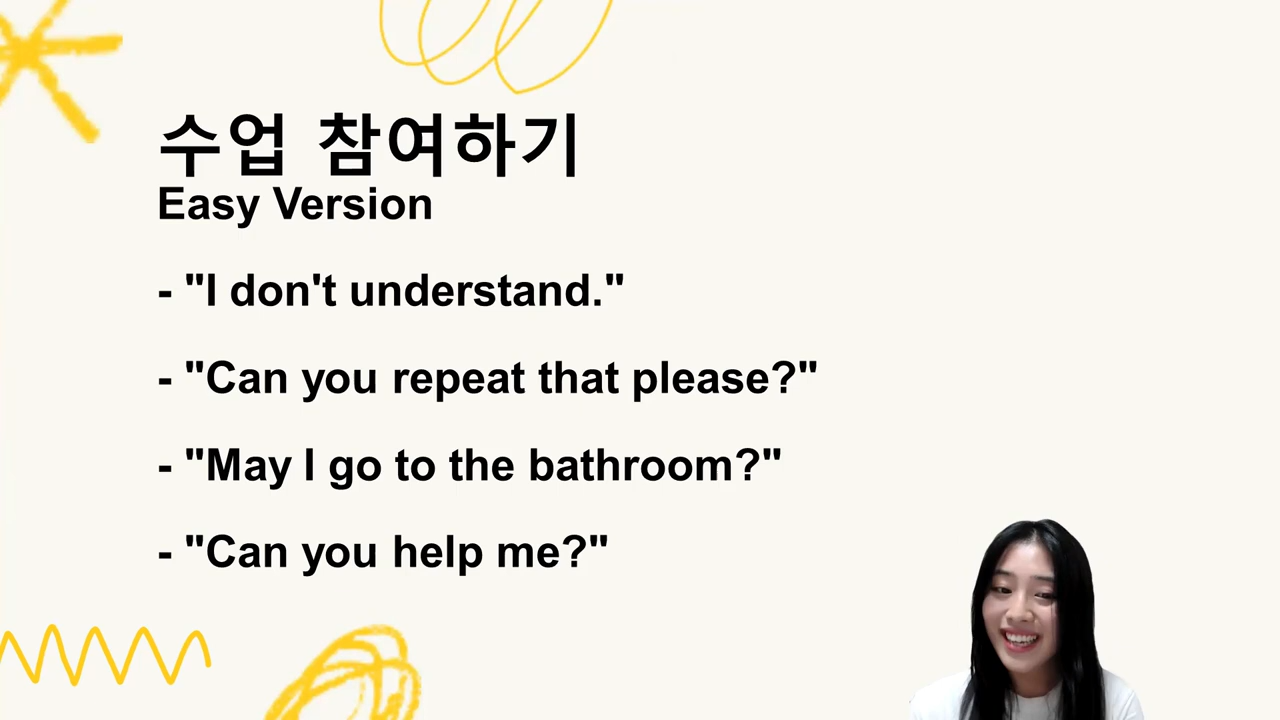 수업 참여하기
Easy Version
- "I don't understand."
- "Can you repeat that please?"
- "May I go to the bathroom?"
- "Can you help me?"